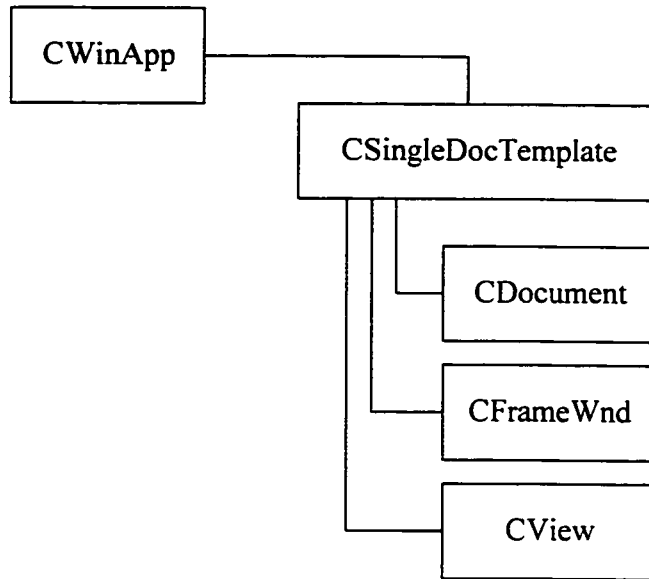 CWinApp
CSingleDocTemplate
CDocument
CFrameWnd
CView